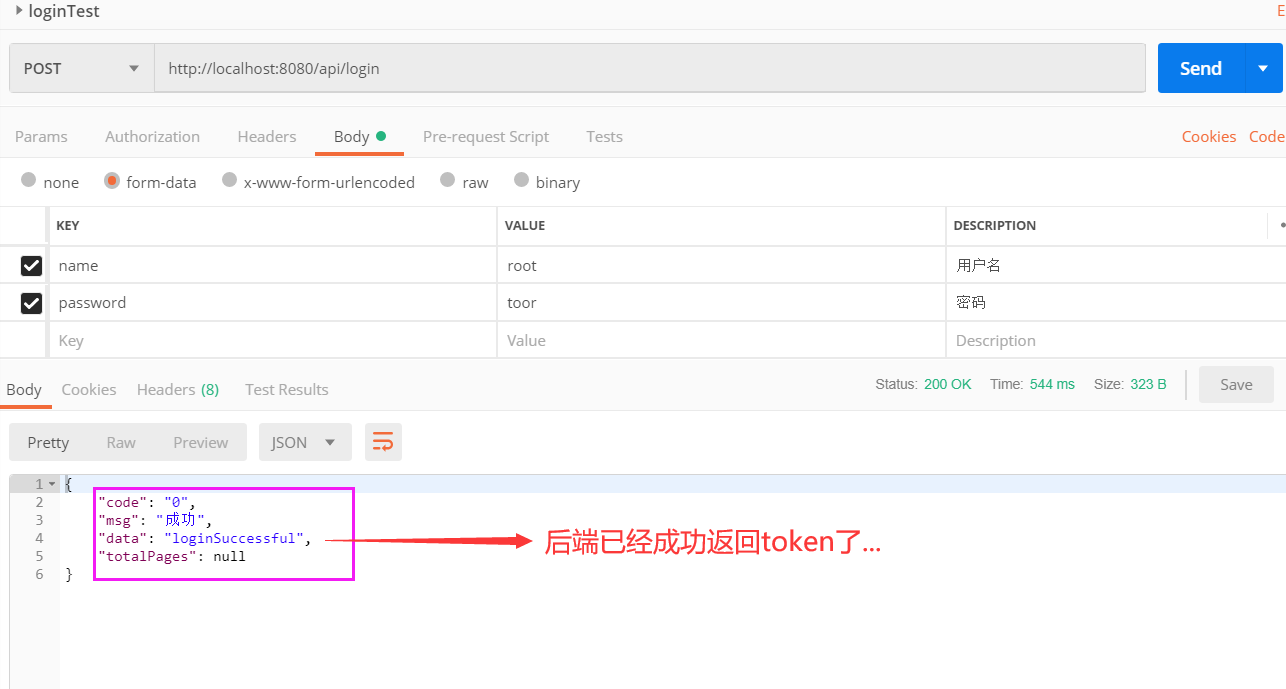 loginTest
E
POST
http://localhost:8080/api/login
Send
Params Authorization Headers Body Pre-request Script Tests Cookies Code
none form-data x-www-form-urlencoded raw binary
KEY VALUE DESCRIPTION
name root 用户名
password toor 密码
Key Value Description
Body Cookies Headers (8) Test Results Status: 200 OK Time: 544 ms Size: 323 B Save
Pretty Raw Preview JSON
1 {
2 "code": "0",
3 "msg": "成功",
4 "data": "loginSuccessful",
后端已经成功返回token了...
5 "totalPages": null
6 }